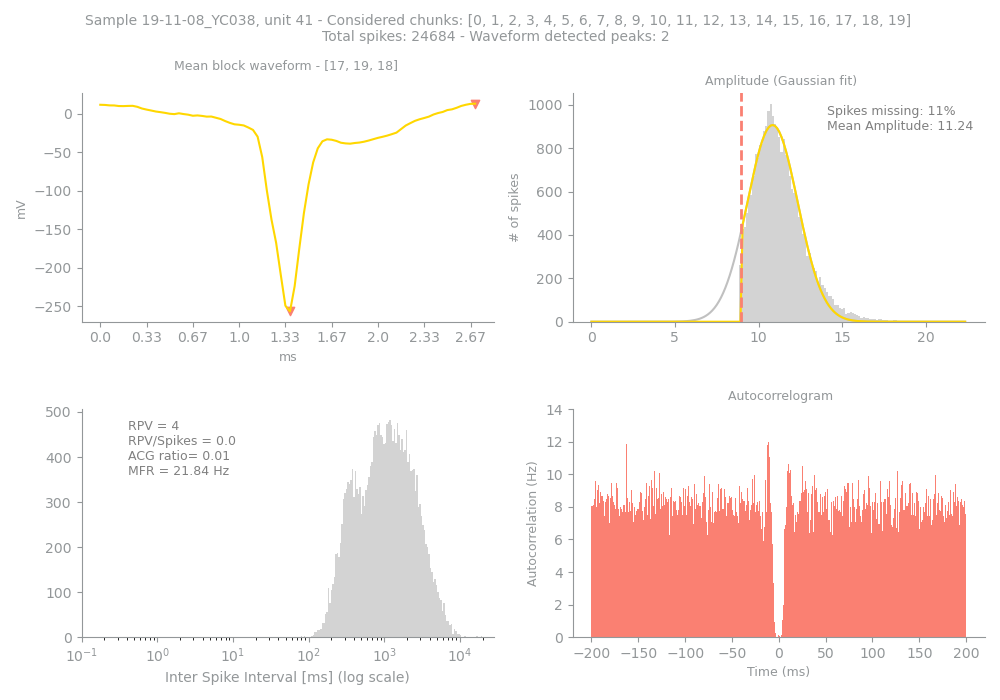 Sample 19-11-08_YC038, unit 41 - Considered chunks: [0, 1, 2, 3, 4, 5, 6, 7, 8, 9, 10, 11, 12, 13, 14, 15, 16, 17, 18, 19]
Total spikes: 24684 - Waveform detected peaks: 2
Mean block waveform - [17, 19, 18]
mV
0
−50
−100
−150
−200
−250
0.0 0.33 0.67 1.0 1.33 1.67 2.0 2.33 2.67
ms
Amplitude (Gaussian fit)
Spikes missing: 11%
Mean Amplitude: 11.24
# of spikes
1000
800
600
400
200
0
0 5 10 15 20
RPV = 4
RPV/Spikes = 0.0
ACG ratio= 0.01
MFR = 21.84 Hz
500
400
300
200
100
0
10⁻¹ 10⁰ 10¹ 10² 10³ 10⁴
Inter Spike Interval [ms] (log scale)
Autocorrelogram
Autocorrelation (Hz)
14
12
10
8
6
4
2
0
−200 −150 −100 −50 0 50 100 150 200
Time (ms)